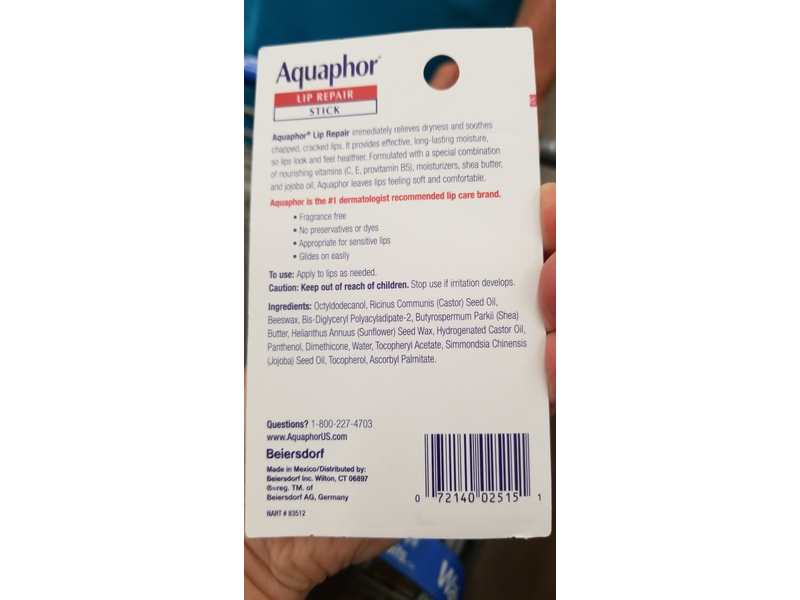 Aquaphor®
LIP REPAIR
STICK
Aquaphor® Lip Repair immediately relieves dryness and soothes
chapped, cracked lips. It provides effective, long-lasting moisture,
so lips look and feel healthier. Formulated with a special combination
of nourishing vitamins (C, E, provitamin B5), moisturizers, shea butter,
and jojoba oil, Aquaphor leaves lips feeling soft and comfortable.
Aquaphor is the #1 dermatologist recommended lip care brand.
• Fragrance free
• No preservatives or dyes
• Appropriate for sensitive lips
• Glides on easily
To use: Apply to lips as needed.
Caution: Keep out of reach of children. Stop use if irritation develops.
Ingredients: Octyldodecanol, Ricinus Communis (Castor) Seed Oil,
Beeswax, Bis-Diglyceryl Polyacyladipate-2, Butyrospermum Parkii (Shea)
Butter, Helianthus Annuus (Sunflower) Seed Wax, Hydrogenated Castor Oil,
Panthenol, Dimethicone, Water, Tocopheryl Acetate, Simmondsia Chinensis
(Jojoba) Seed Oil, Tocopherol, Ascorbyl Palmitate.
Questions? 1-800-227-4703
www.AquaphorUS.com
Beiersdorf
Made in Mexico/Distributed by:
Beiersdorf Inc. Wilton, CT 06897
®=reg. TM. of
Beiersdorf AG, Germany
NART # 83512
0 72140 02515 1